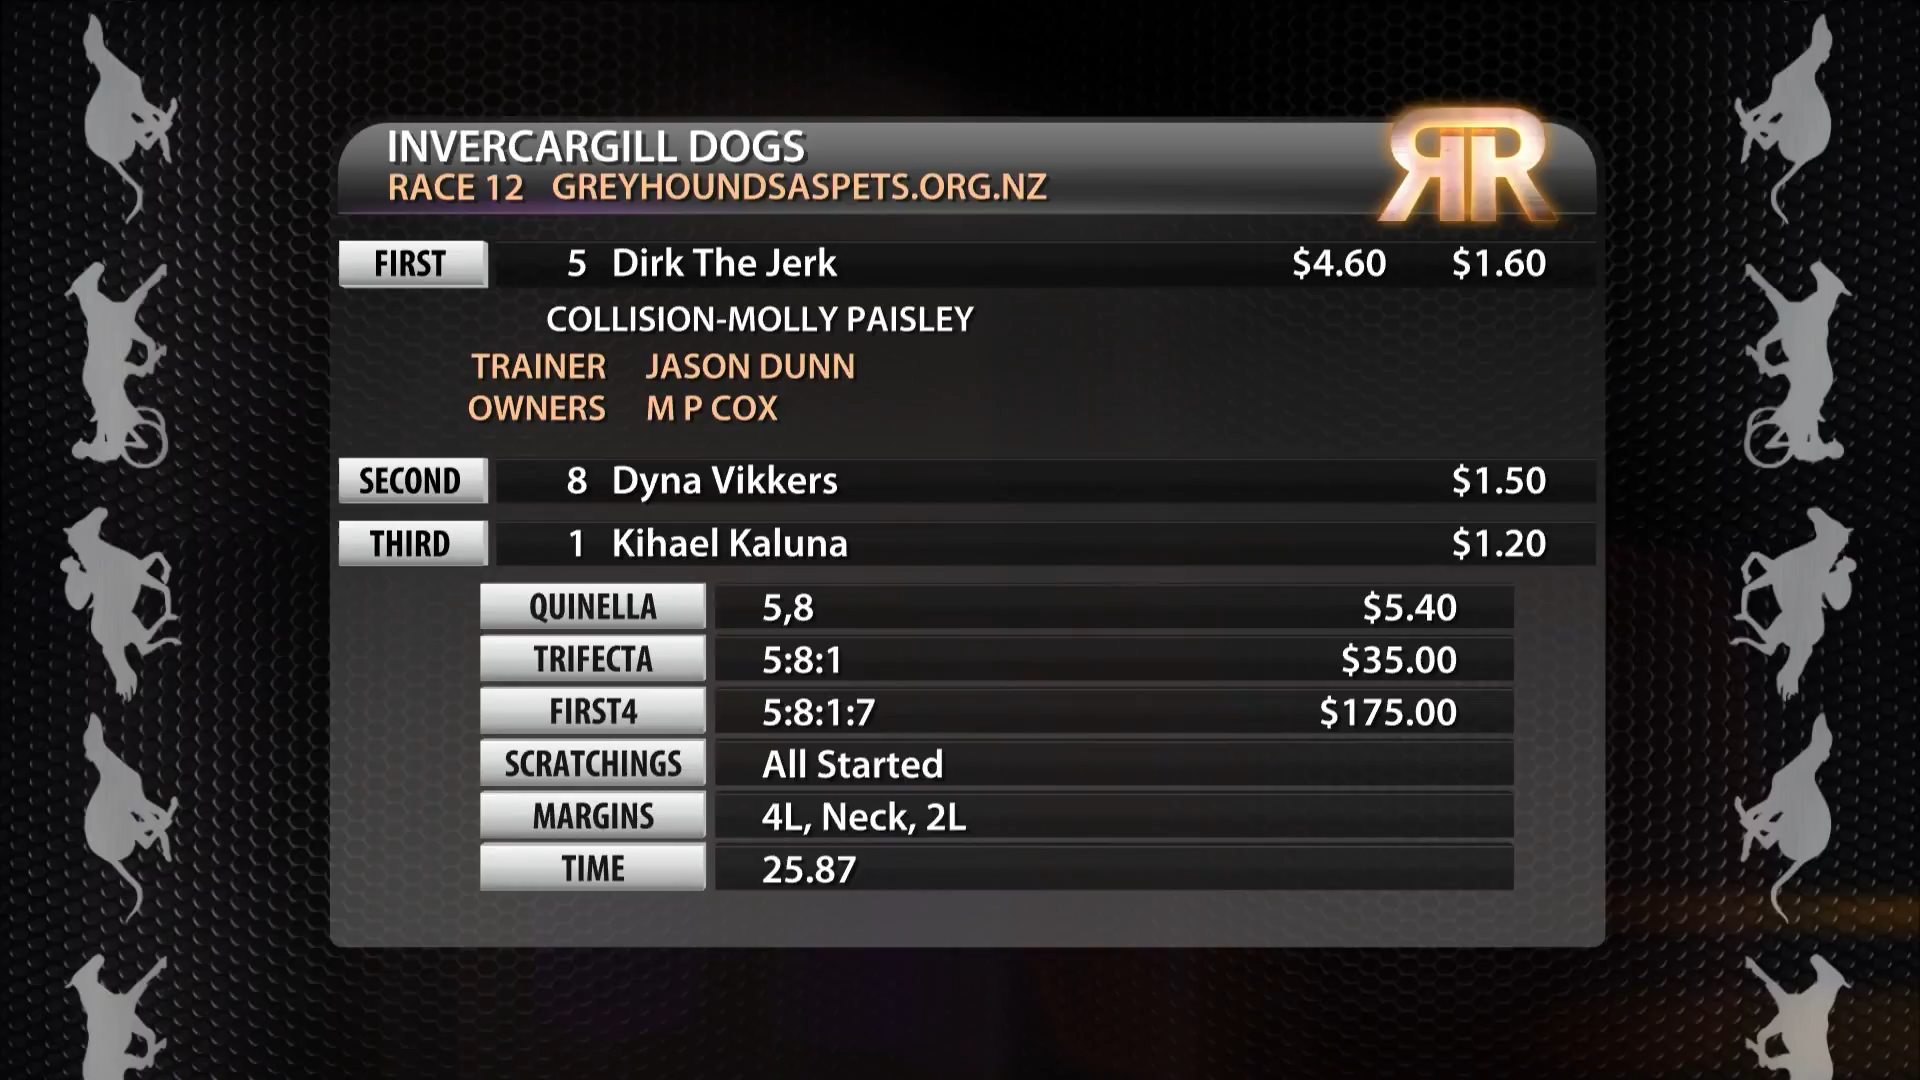 INVERCARGILL DOGS
RACE 12 GREYHOUNDSASPETS.ORG.NZ
FIRST 5 Dirk The Jerk $4.60 $1.60
COLLISION-MOLLY PAISLEY
TRAINER JASON DUNN
OWNERS M P COX
SECOND 8 Dyna Vikkers $1.50
THIRD 1 Kihael Kaluna $1.20
QUINELLA 5,8 $5.40
TRIFECTA 5:8:1 $35.00
FIRST4 5:8:1:7 $175.00
SCRATCHINGS All Started
MARGINS 4L, Neck, 2L
TIME 25.87